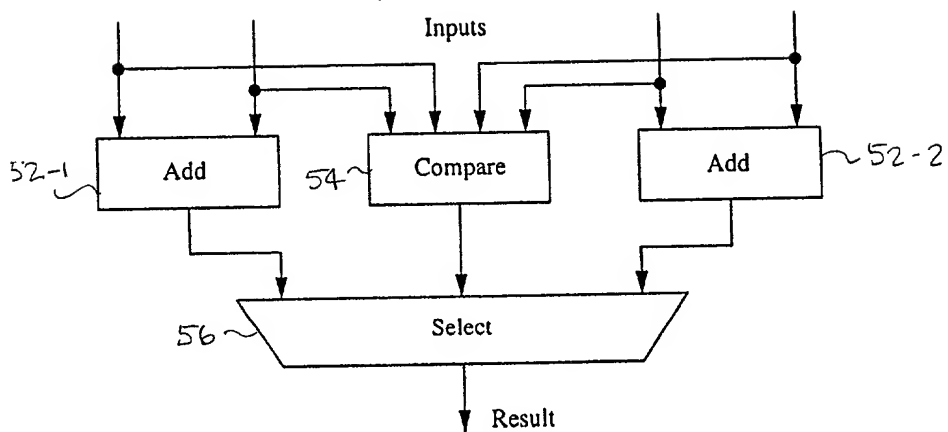 Inputs
52-1
Add
54
Compare
Add
52-2
56
Select
Result